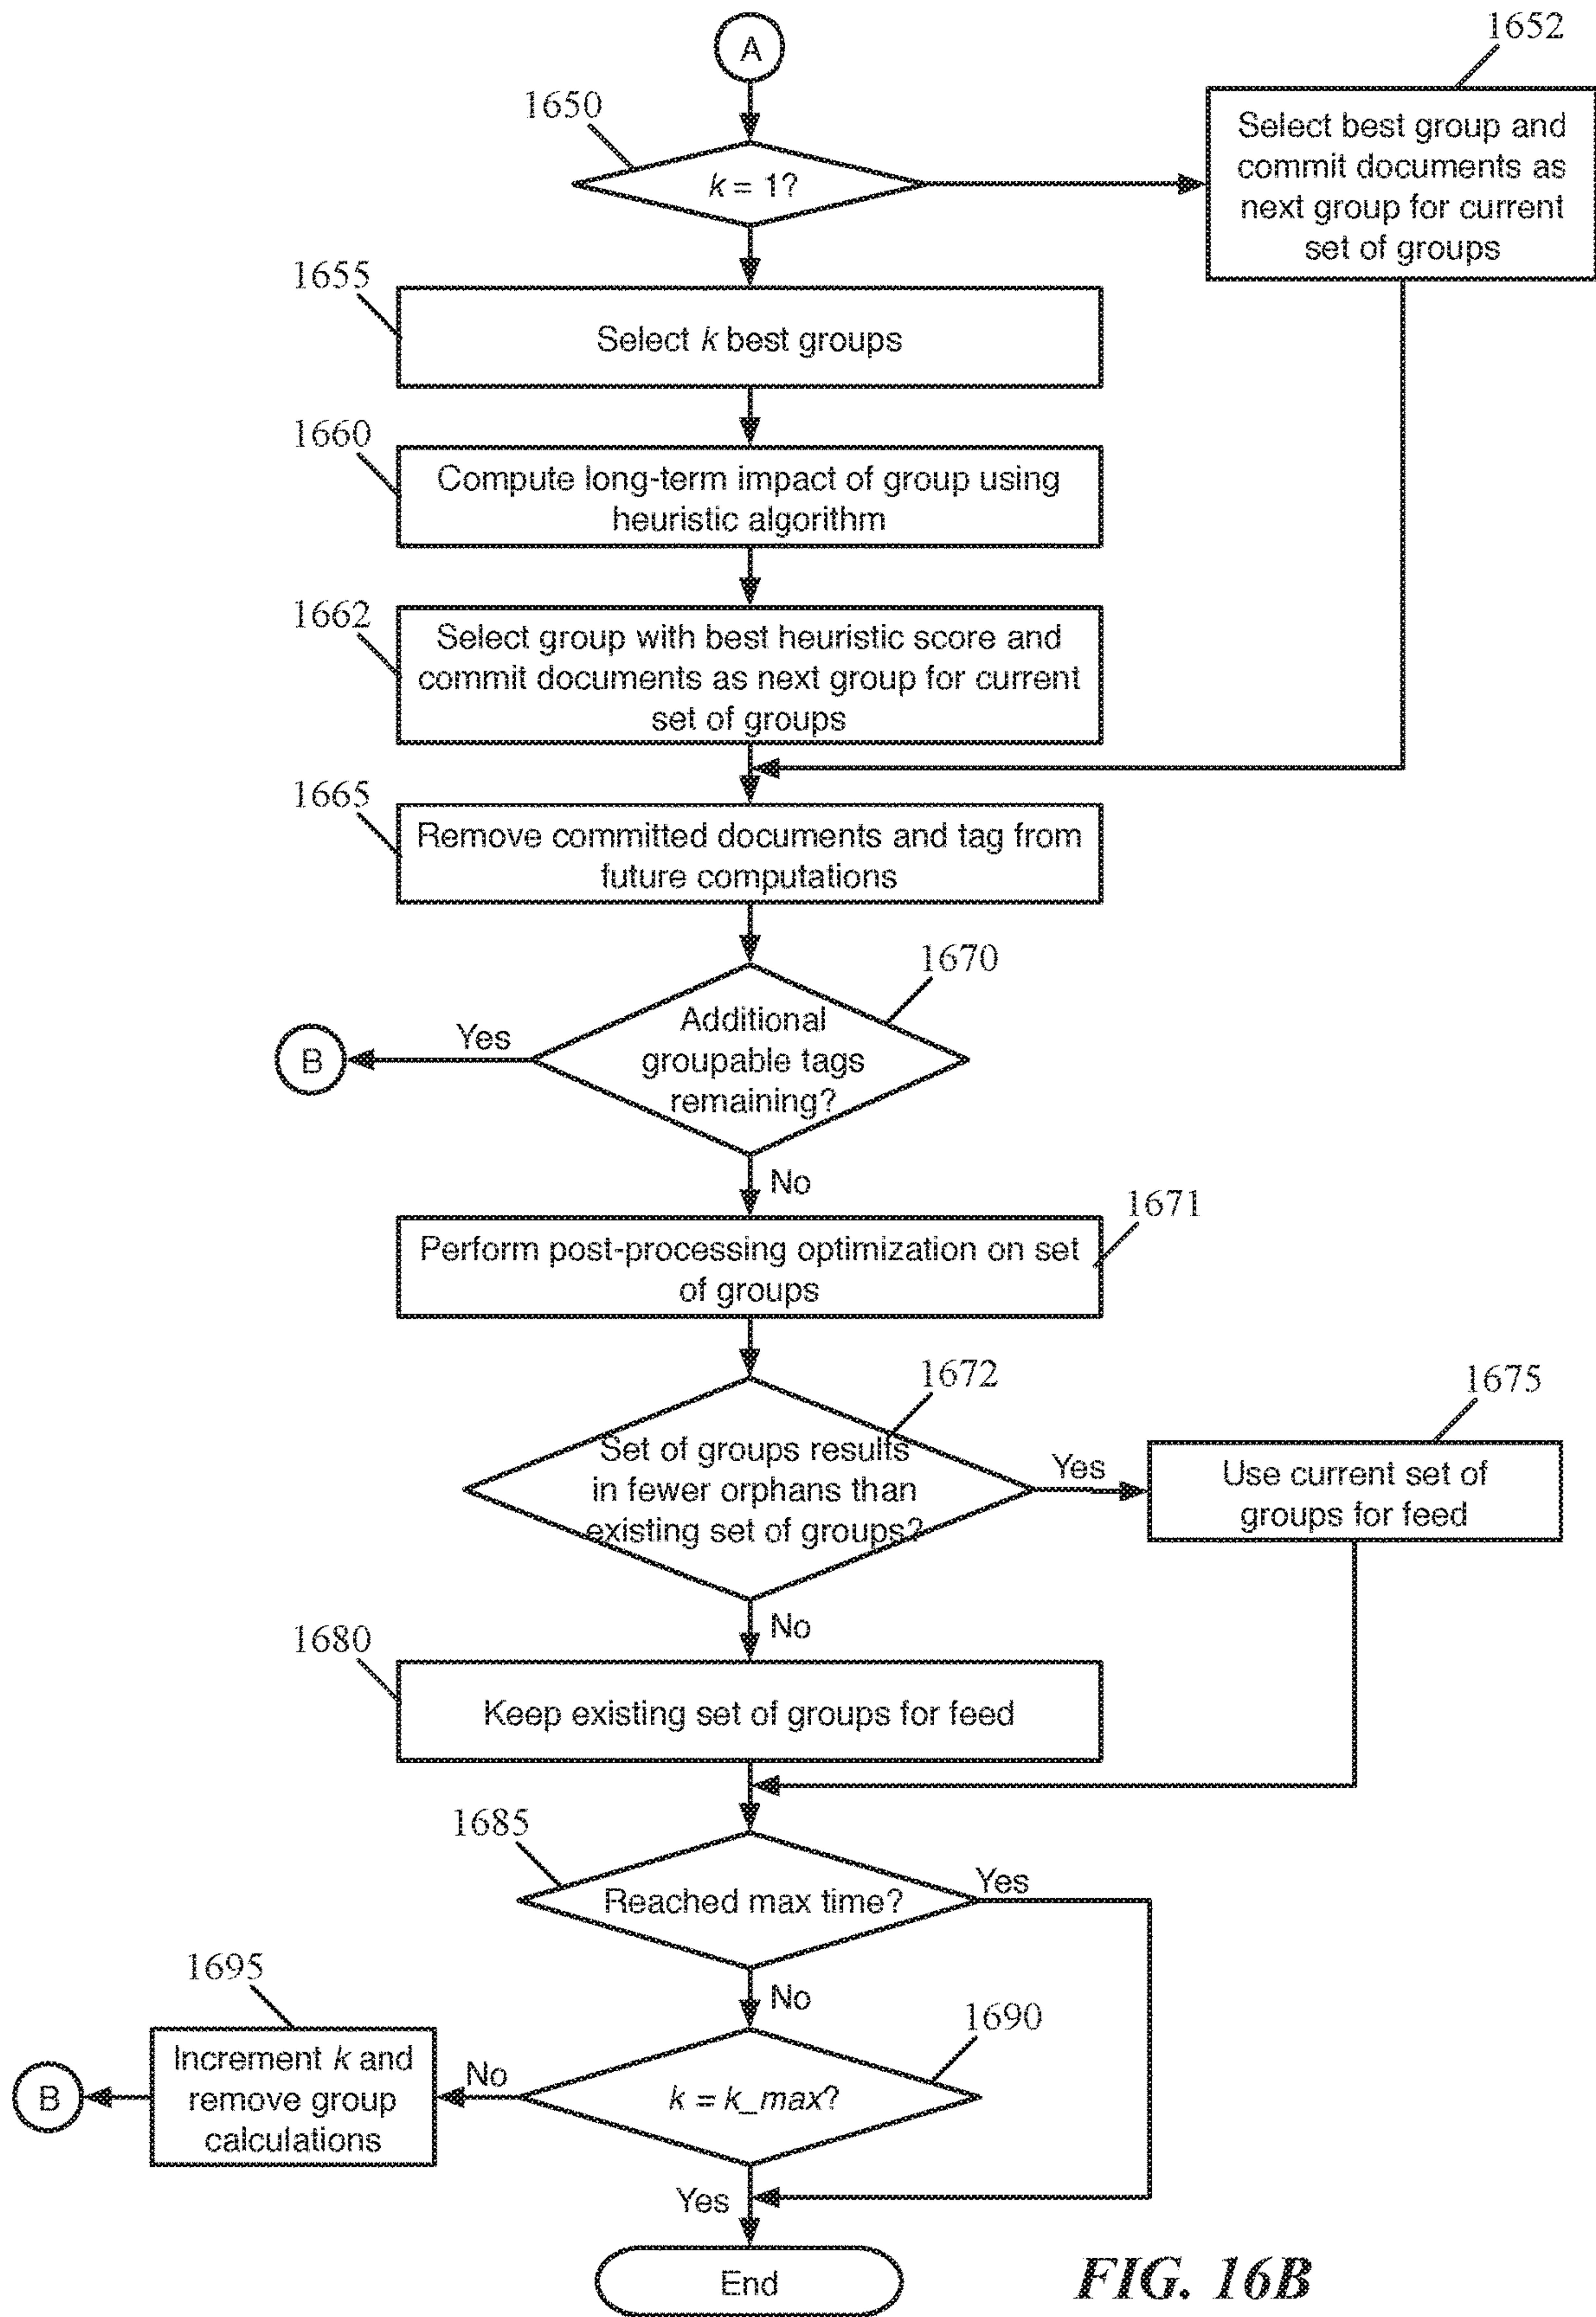 A
1652
1650
Select best group and
commit documents as
next group for current
set of groups
k = 1?
1655
Select k best groups
1660
Compute long-term impact of group using
heuristic algorithm
1662
Select group with best heuristic score and
commit documents as next group for current
set of groups
1665
Remove committed documents and tag from
future computations
1670
Additional
groupable tags
remaining?
Yes
B
No
1671
Perform post-processing optimization on set
of groups
1672
1675
Set of groups results
in fewer orphans than
existing set of groups?
Yes
Use current set of
groups for feed
No
1680
Keep existing set of groups for feed
1685
Reached max time?
Yes
No
1695
1690
Increment k and
remove group
calculations
B
No
k = k_max?
Yes
End
FIG. 16B